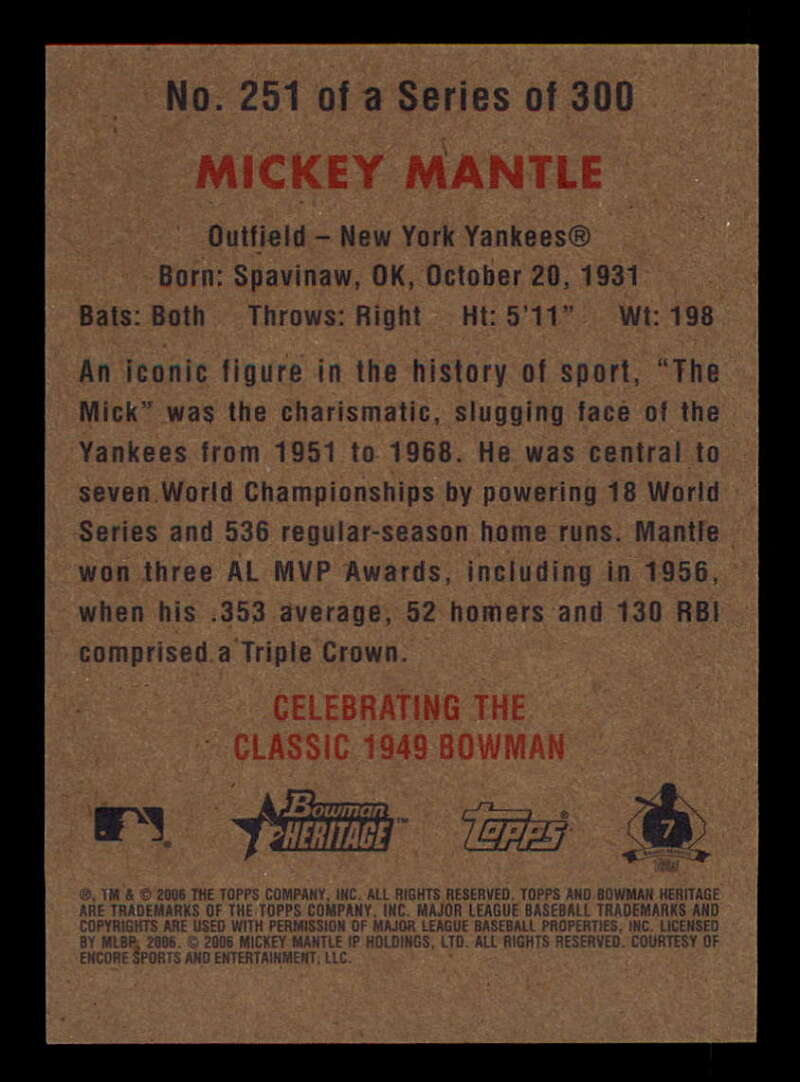 No. 251 of a Series of 300
MICKEY MANTLE
Outfield – New York Yankees®
Born: Spavinaw, OK, October 20, 1931
Bats: Both Throws: Right Ht: 5'11" Wt: 198
An iconic figure in the history of sport, “The
Mick” was the charismatic, slugging face of the
Yankees from 1951 to 1968. He was central to
seven World Championships by powering 18 World
Series and 536 regular-season home runs. Mantle
won three AL MVP Awards, including in 1956,
when his .353 average, 52 homers and 130 RBI
comprised a Triple Crown.
CELEBRATING THE
CLASSIC 1949 BOWMAN
Bowman HERITAGE™ Topps® 7
®, TM & © 2006 THE TOPPS COMPANY, INC. ALL RIGHTS RESERVED. TOPPS AND BOWMAN HERITAGE
ARE TRADEMARKS OF THE TOPPS COMPANY, INC. MAJOR LEAGUE BASEBALL TRADEMARKS AND
COPYRIGHTS ARE USED WITH PERMISSION OF MAJOR LEAGUE BASEBALL PROPERTIES, INC. LICENSED
BY MLBP, 2006. © 2006 MICKEY MANTLE IP HOLDINGS, LTD. ALL RIGHTS RESERVED. COURTESY OF
ENCORE SPORTS AND ENTERTAINMENT, LLC.